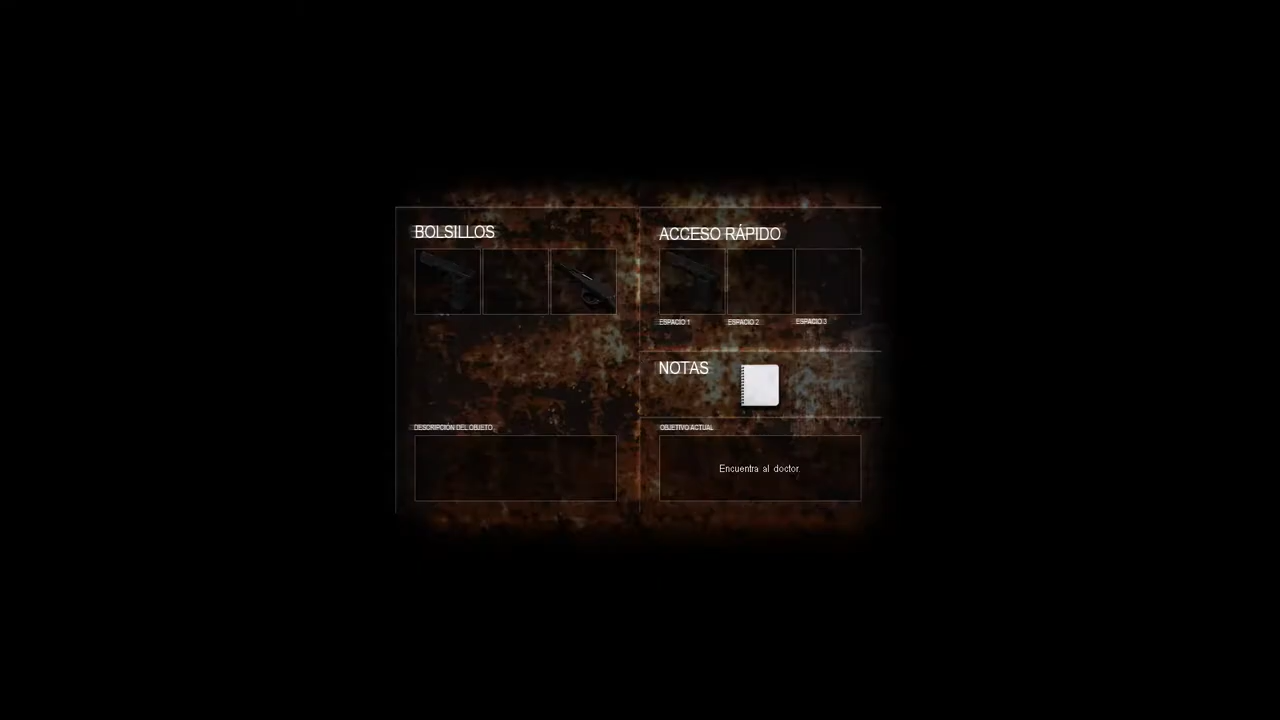 BOLSILLOS
ACCESO RÁPIDO
ESPACIO 1
ESPACIO 2
ESPACIO 3
NOTAS
DESCRIPCIÓN DEL OBJETO
OBJETIVO ACTUAL
Encuentra al doctor.